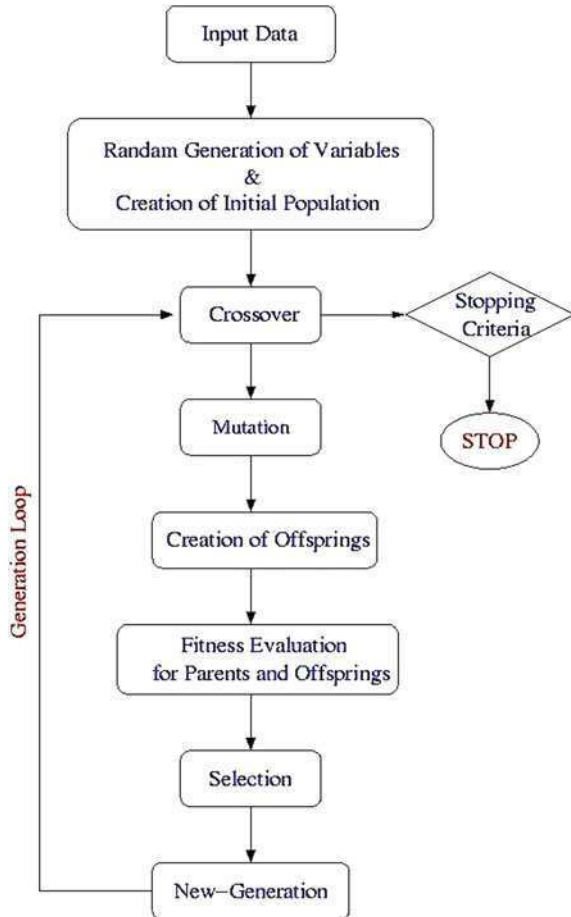 Input Data
Randam Generation of Variables
&
Creation of Initial Population
Crossover
Stopping
Criteria
Mutation
STOP
Creation of Offsprings
Fitness Evaluation
for Parents and Offsprings
Selection
New-Generation
Generation Loop